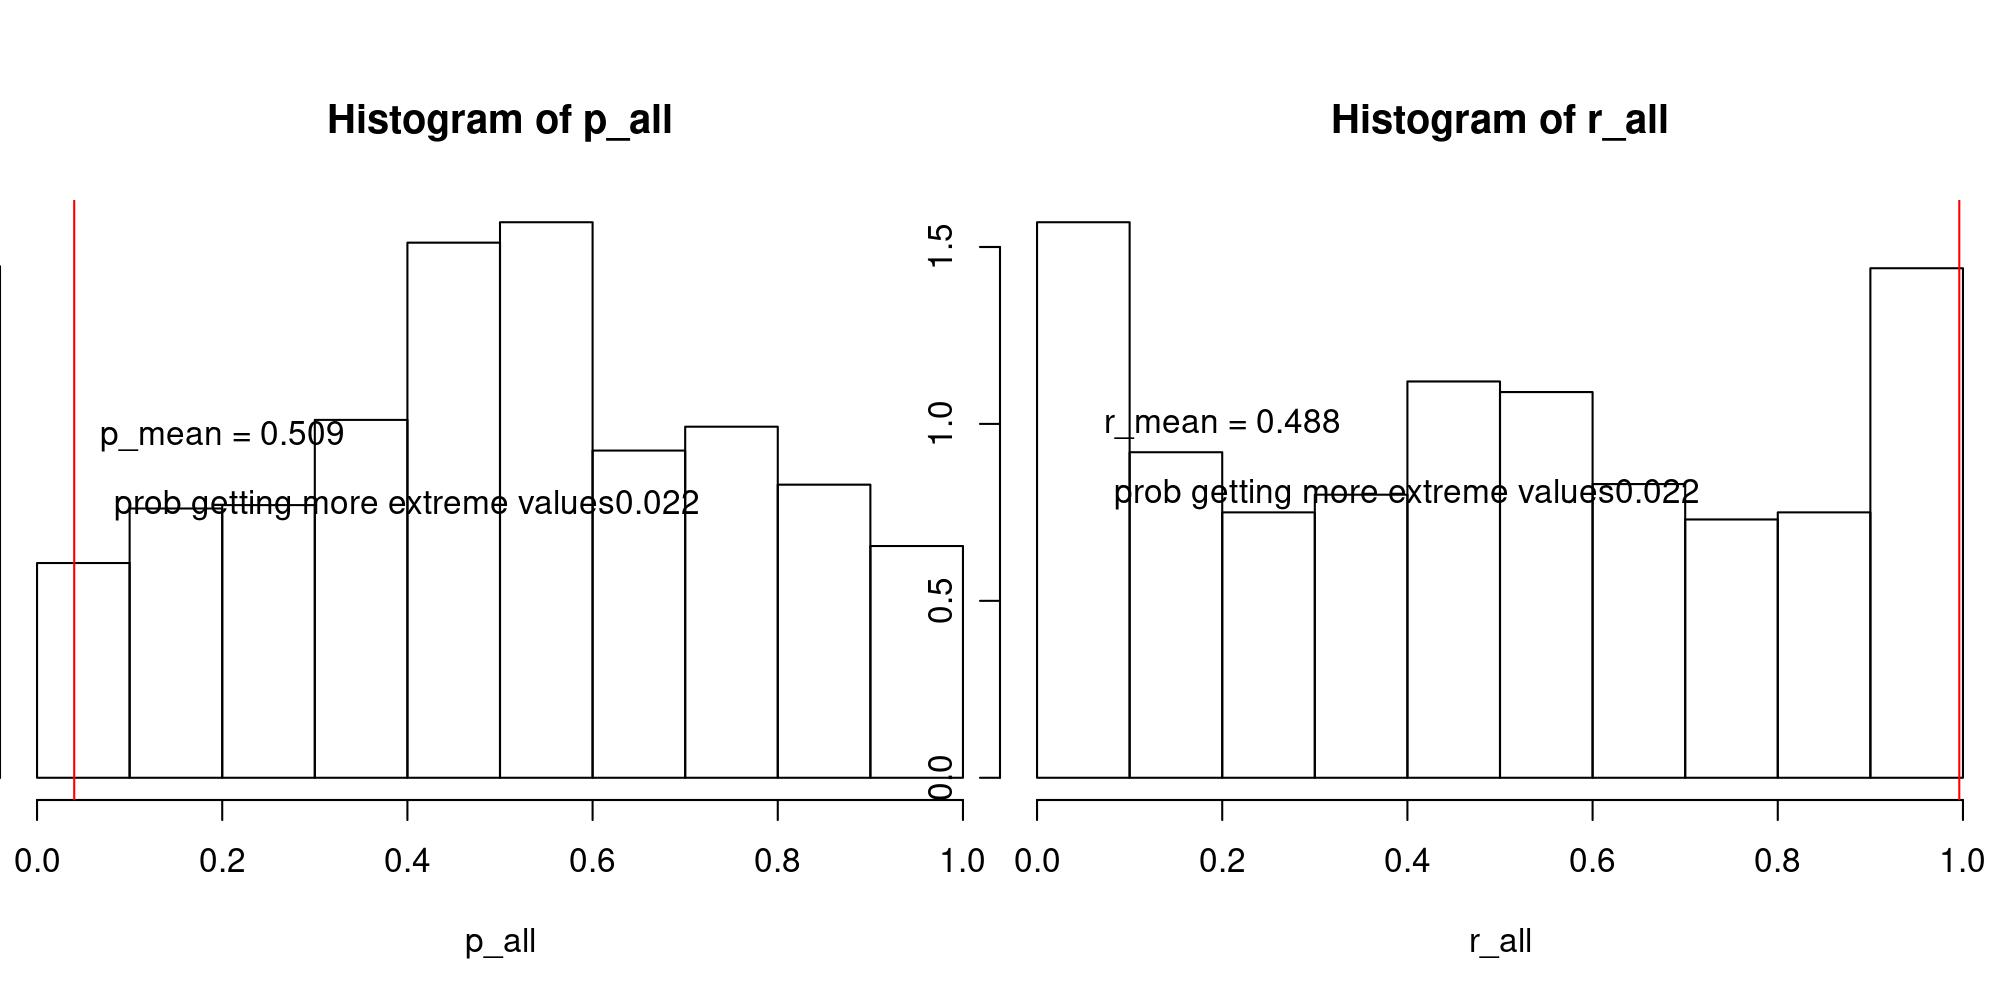 Histogram of p_all
p_mean = 0.509
prob getting more extreme values0.022
0.0 0.2 0.4 0.6 0.8 1.0
p_all
Histogram of r_all
1.5
1.0
0.5
0.0
r_mean = 0.488
prob getting more extreme values0.022
0.0 0.2 0.4 0.6 0.8 1.0
r_all